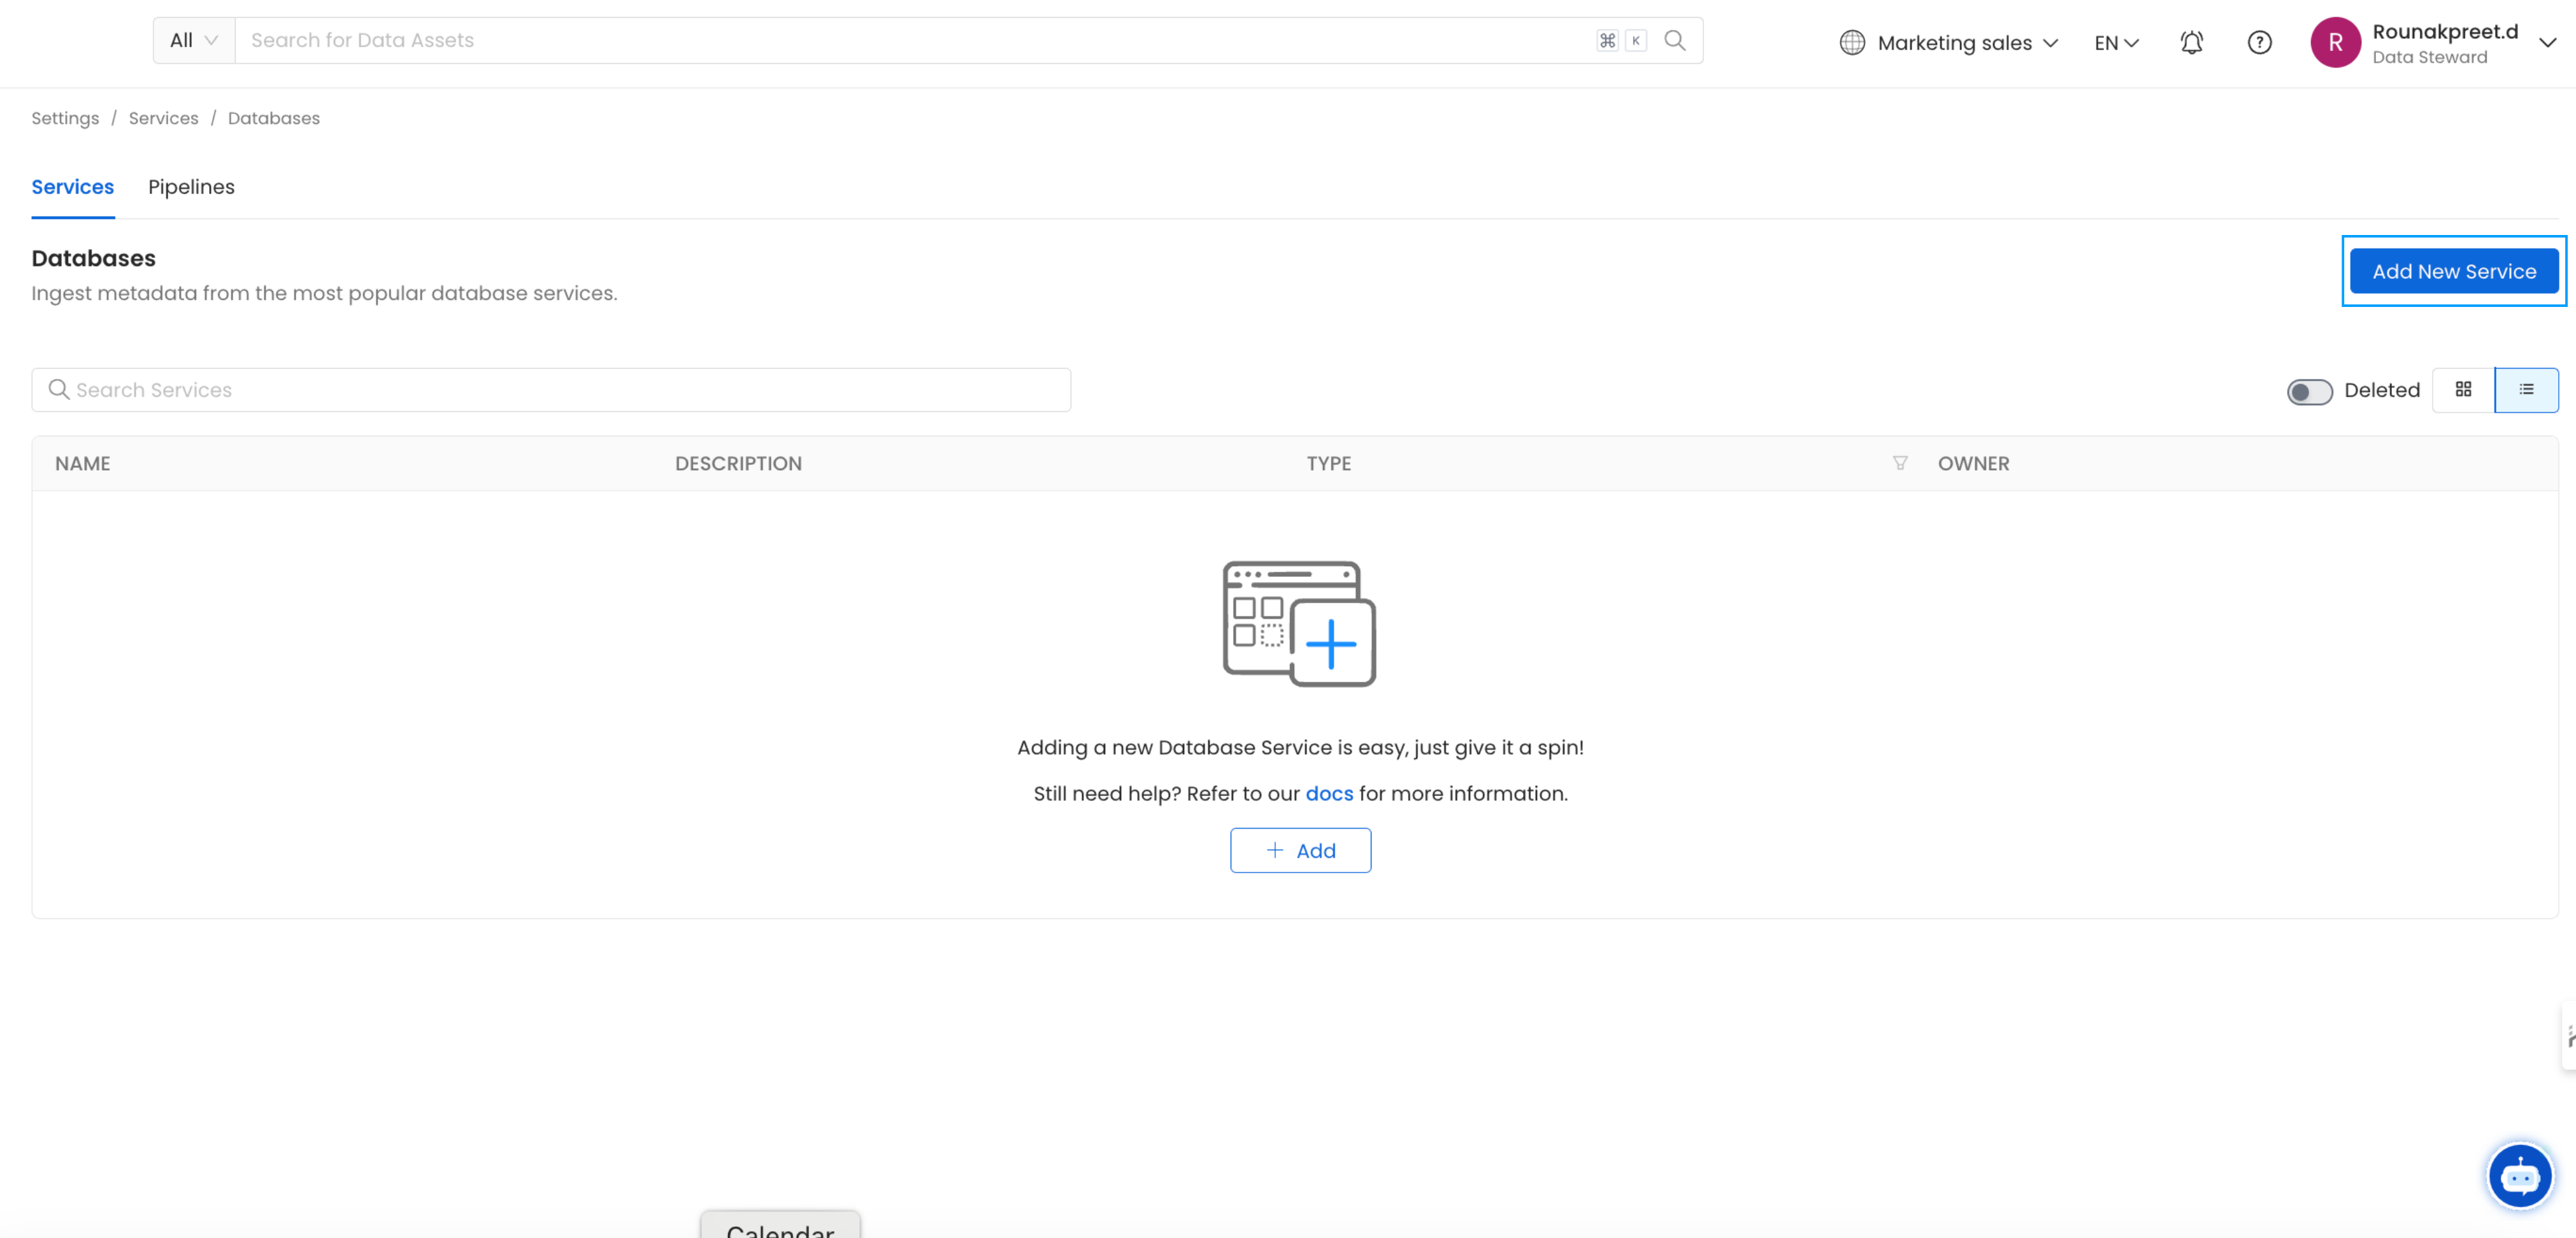 All
Search for Data Assets
⌘ K
Marketing sales
EN
?
R
Rounakpreet.d
Data Steward
Settings / Services / Databases
Services
Pipelines
Databases
Ingest metadata from the most popular database services.
Add New Service
Search Services
Deleted
NAME
DESCRIPTION
TYPE
OWNER
Adding a new Database Service is easy, just give it a spin!
Still need help? Refer to our docs for more information.
+ Add
Calendar